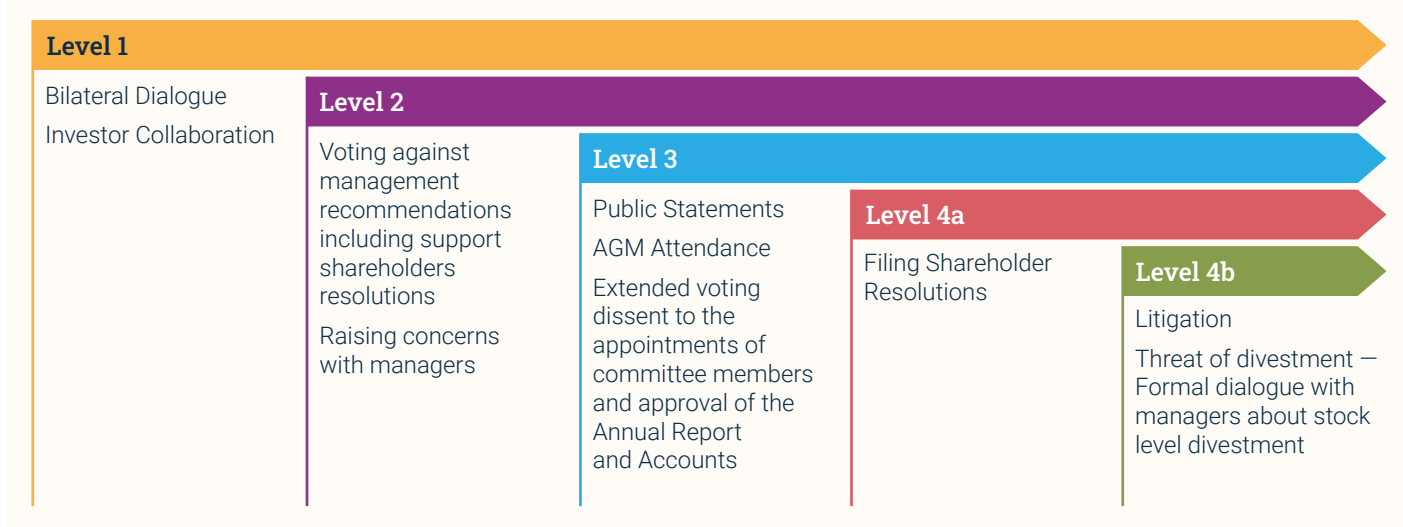 Level 1
Bilateral Dialogue
Investor Collaboration
Level 2
Voting against
management
recommendations
including support
shareholders
resolutions
Raising concerns
with managers
Level 3
Public Statements
AGM Attendance
Extended voting
dissent to the
appointments of
committee members
and approval of the
Annual Report
and Accounts
Level 4a
Filing Shareholder
Resolutions
Level 4b
Litigation
Threat of divestment —
Formal dialogue with
managers about stock
level divestment